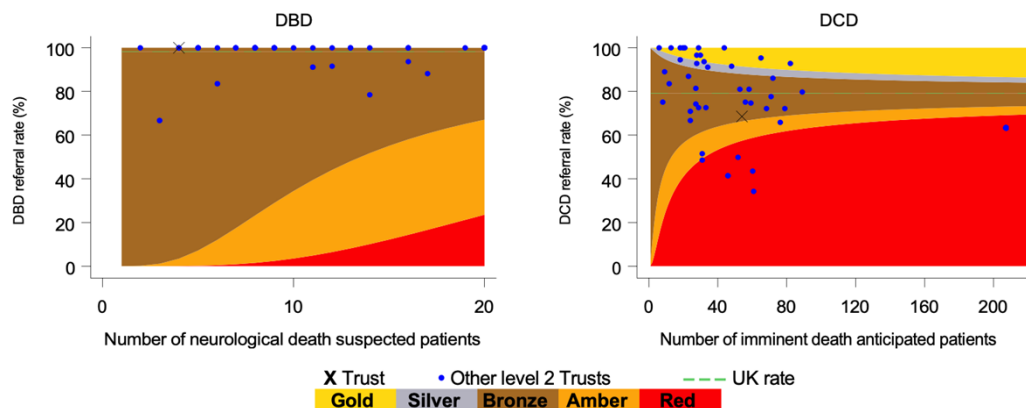 DBD
DCD
DBD referral rate (%)
100
80
60
40
20
0
0
10
20
Number of neurological death suspected patients
DCD referral rate (%)
100
80
60
40
20
0
0
40
80
120
160
200
Number of imminent death anticipated patients
X Trust
Other level 2 Trusts
UK rate
Gold Silver Bronze Amber Red